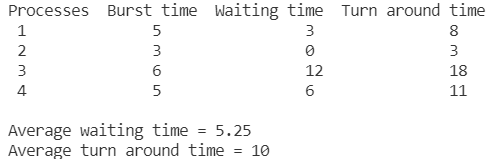 Processes  Burst time  Waiting time  Turn around time
1  5  3  8
2  3  0  3
3  6  12  18
4  5  6  11
Average waiting time = 5.25
Average turn around time = 10